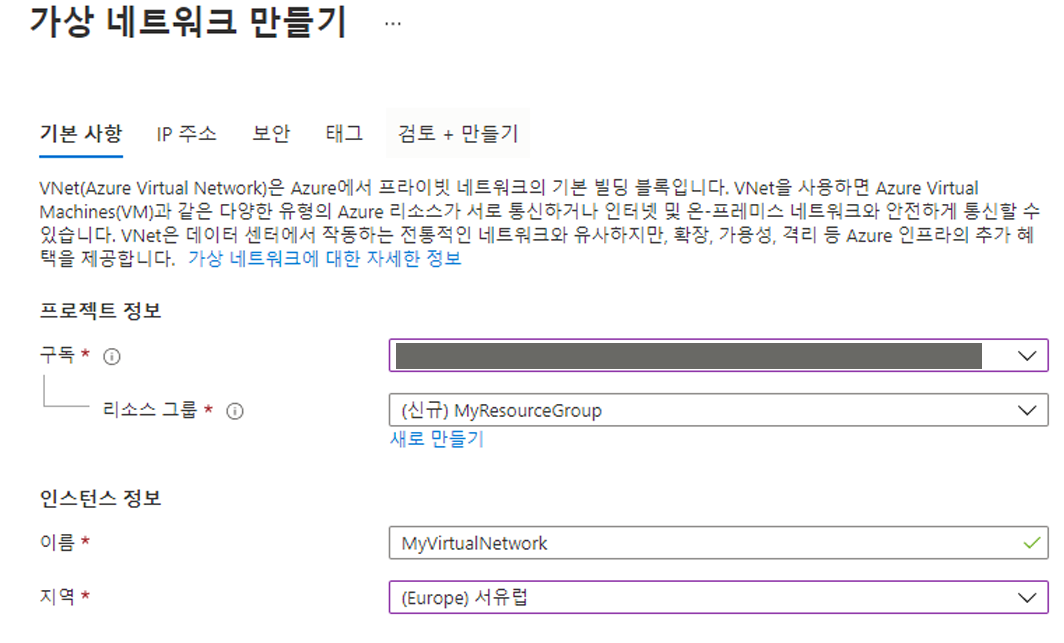 가상 네트워크 만들기 ...
기본 사항 IP 주소 보안 태그 검토 + 만들기
VNet(Azure Virtual Network)은 Azure에서 프라이빗 네트워크의 기본 빌딩 블록입니다. VNet을 사용하면 Azure Virtual
Machines(VM)과 같은 다양한 유형의 Azure 리소스가 서로 통신하거나 인터넷 및 온-프레미스 네트워크와 안전하게 통신할 수
있습니다. VNet은 데이터 센터에서 작동하는 전통적인 네트워크와 유사하지만, 확장, 가용성, 격리 등 Azure 인프라의 추가 혜
택을 제공합니다. 가상 네트워크에 대한 자세한 정보
프로젝트 정보
구독 *
리소스 그룹 * (신규) MyResourceGroup
새로 만들기
인스턴스 정보
이름 * MyVirtualNetwork
지역 * (Europe) 서유럽